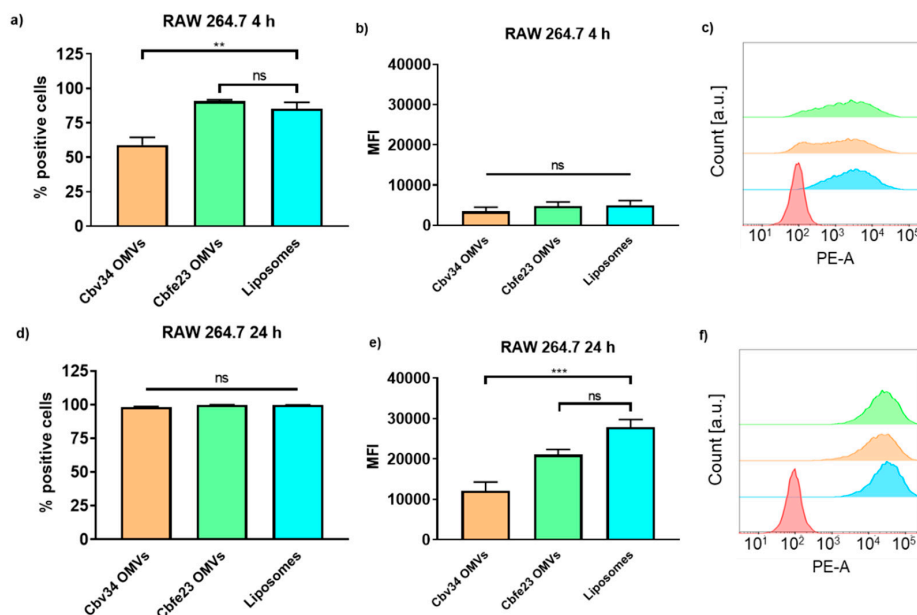 a)
RAW 264.7 4 h
% positive cells
125
100
75
50
25
0
**
ns
Cbv34 OMVs
Cbfe23 OMVs
Liposomes
b)
RAW 264.7 4 h
MFI
40000
30000
20000
10000
0
ns
Cbv34 OMVs
Cbfe23 OMVs
Liposomes
c)
Count [a.u.]
10¹ 10² 10³ 10⁴ 10⁵
PE-A
d)
RAW 264.7 24 h
% positive cells
125
100
75
50
25
0
ns
Cbv34 OMVs
Cbfe23 OMVs
Liposomes
e)
RAW 264.7 24 h
MFI
40000
30000
20000
10000
0
***
ns
Cbv34 OMVs
Cbfe23 OMVs
Liposomes
f)
Count [a.u.]
10¹ 10² 10³ 10⁴ 10⁵
PE-A